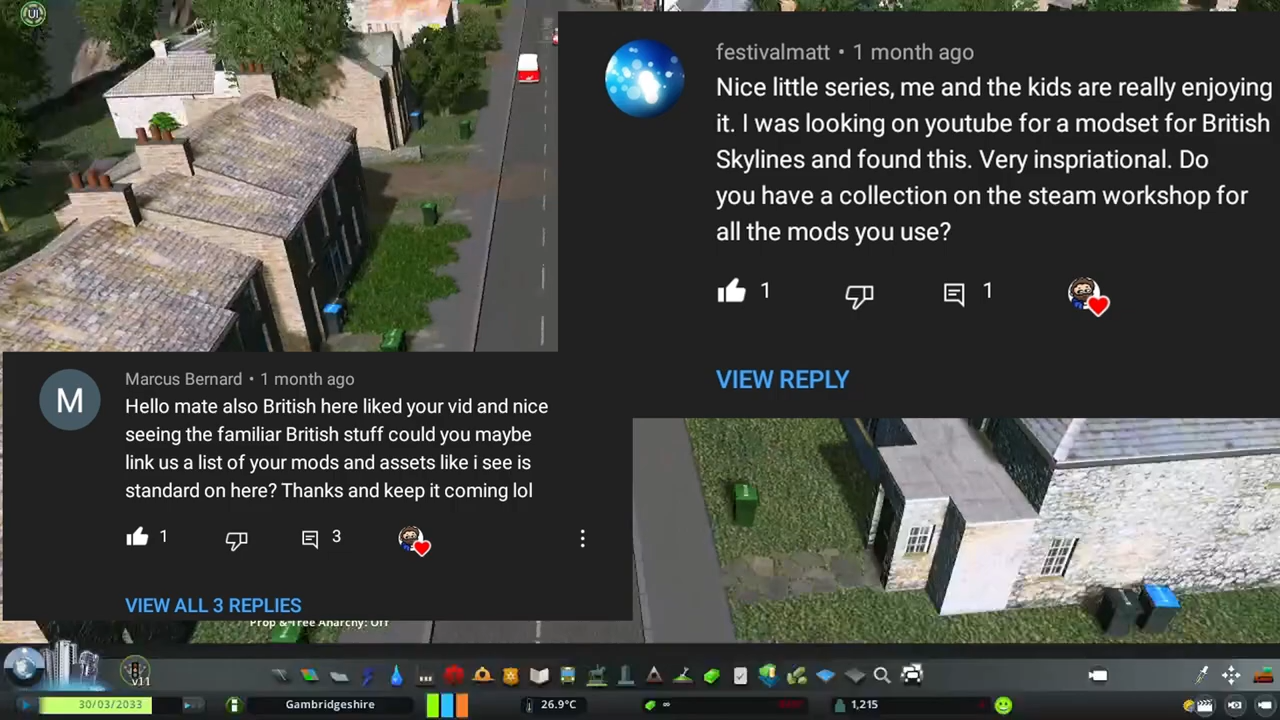 festivalmatt • 1 month ago
Nice little series, me and the kids are really enjoying
it. I was looking on youtube for a modset for British
Skylines and found this. Very inspriational. Do
you have a collection on the steam workshop for
all the mods you use?
1
1
VIEW REPLY
M
Marcus Bernard • 1 month ago
Hello mate also British here liked your vid and nice
seeing the familiar British stuff could you maybe
link us a list of your mods and assets like i see is
standard on here? Thanks and keep it coming lol
1
3
VIEW ALL 3 REPLIES
Prop & Tree Anarchy: Off
UI
V.11
30/03/2033
Gambridgeshire
26.9°C
∞
1,215